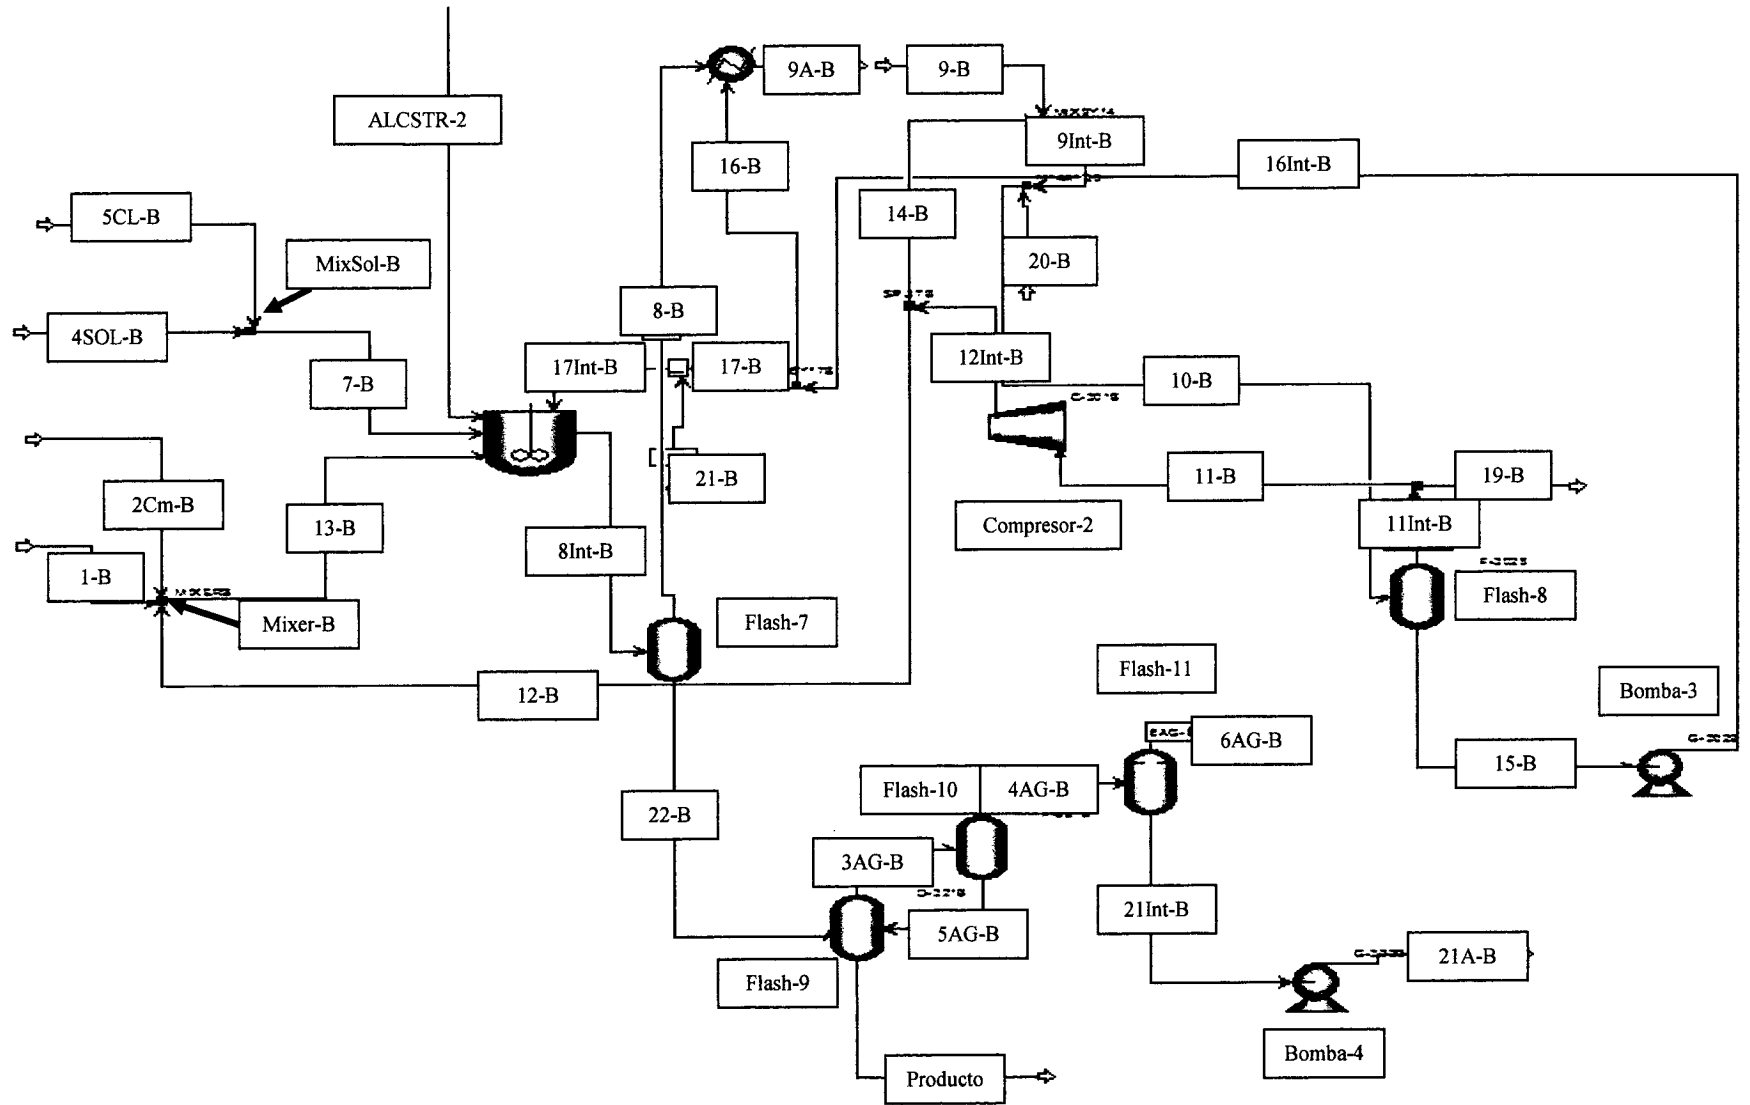 9A-B
9-B
ALCSTR-2
9Int-B
16-B
16Int-B
5CL-B
14-B
MixSol-B
20-B
8-B
4SOL-B
17Int-B
17-B
12Int-B
7-B
10-B
21-B
11-B
19-B
2Cm-B
13-B
Compresor-2
11Int-B
8Int-B
1-B
Flash-8
Mixer-B
Flash-7
Flash-11
12-B
Bomba-3
6AG-B
15-B
Flash-10
4AG-B
22-B
3AG-B
21Int-B
5AG-B
21A-B
Flash-9
Bomba-4
Producto